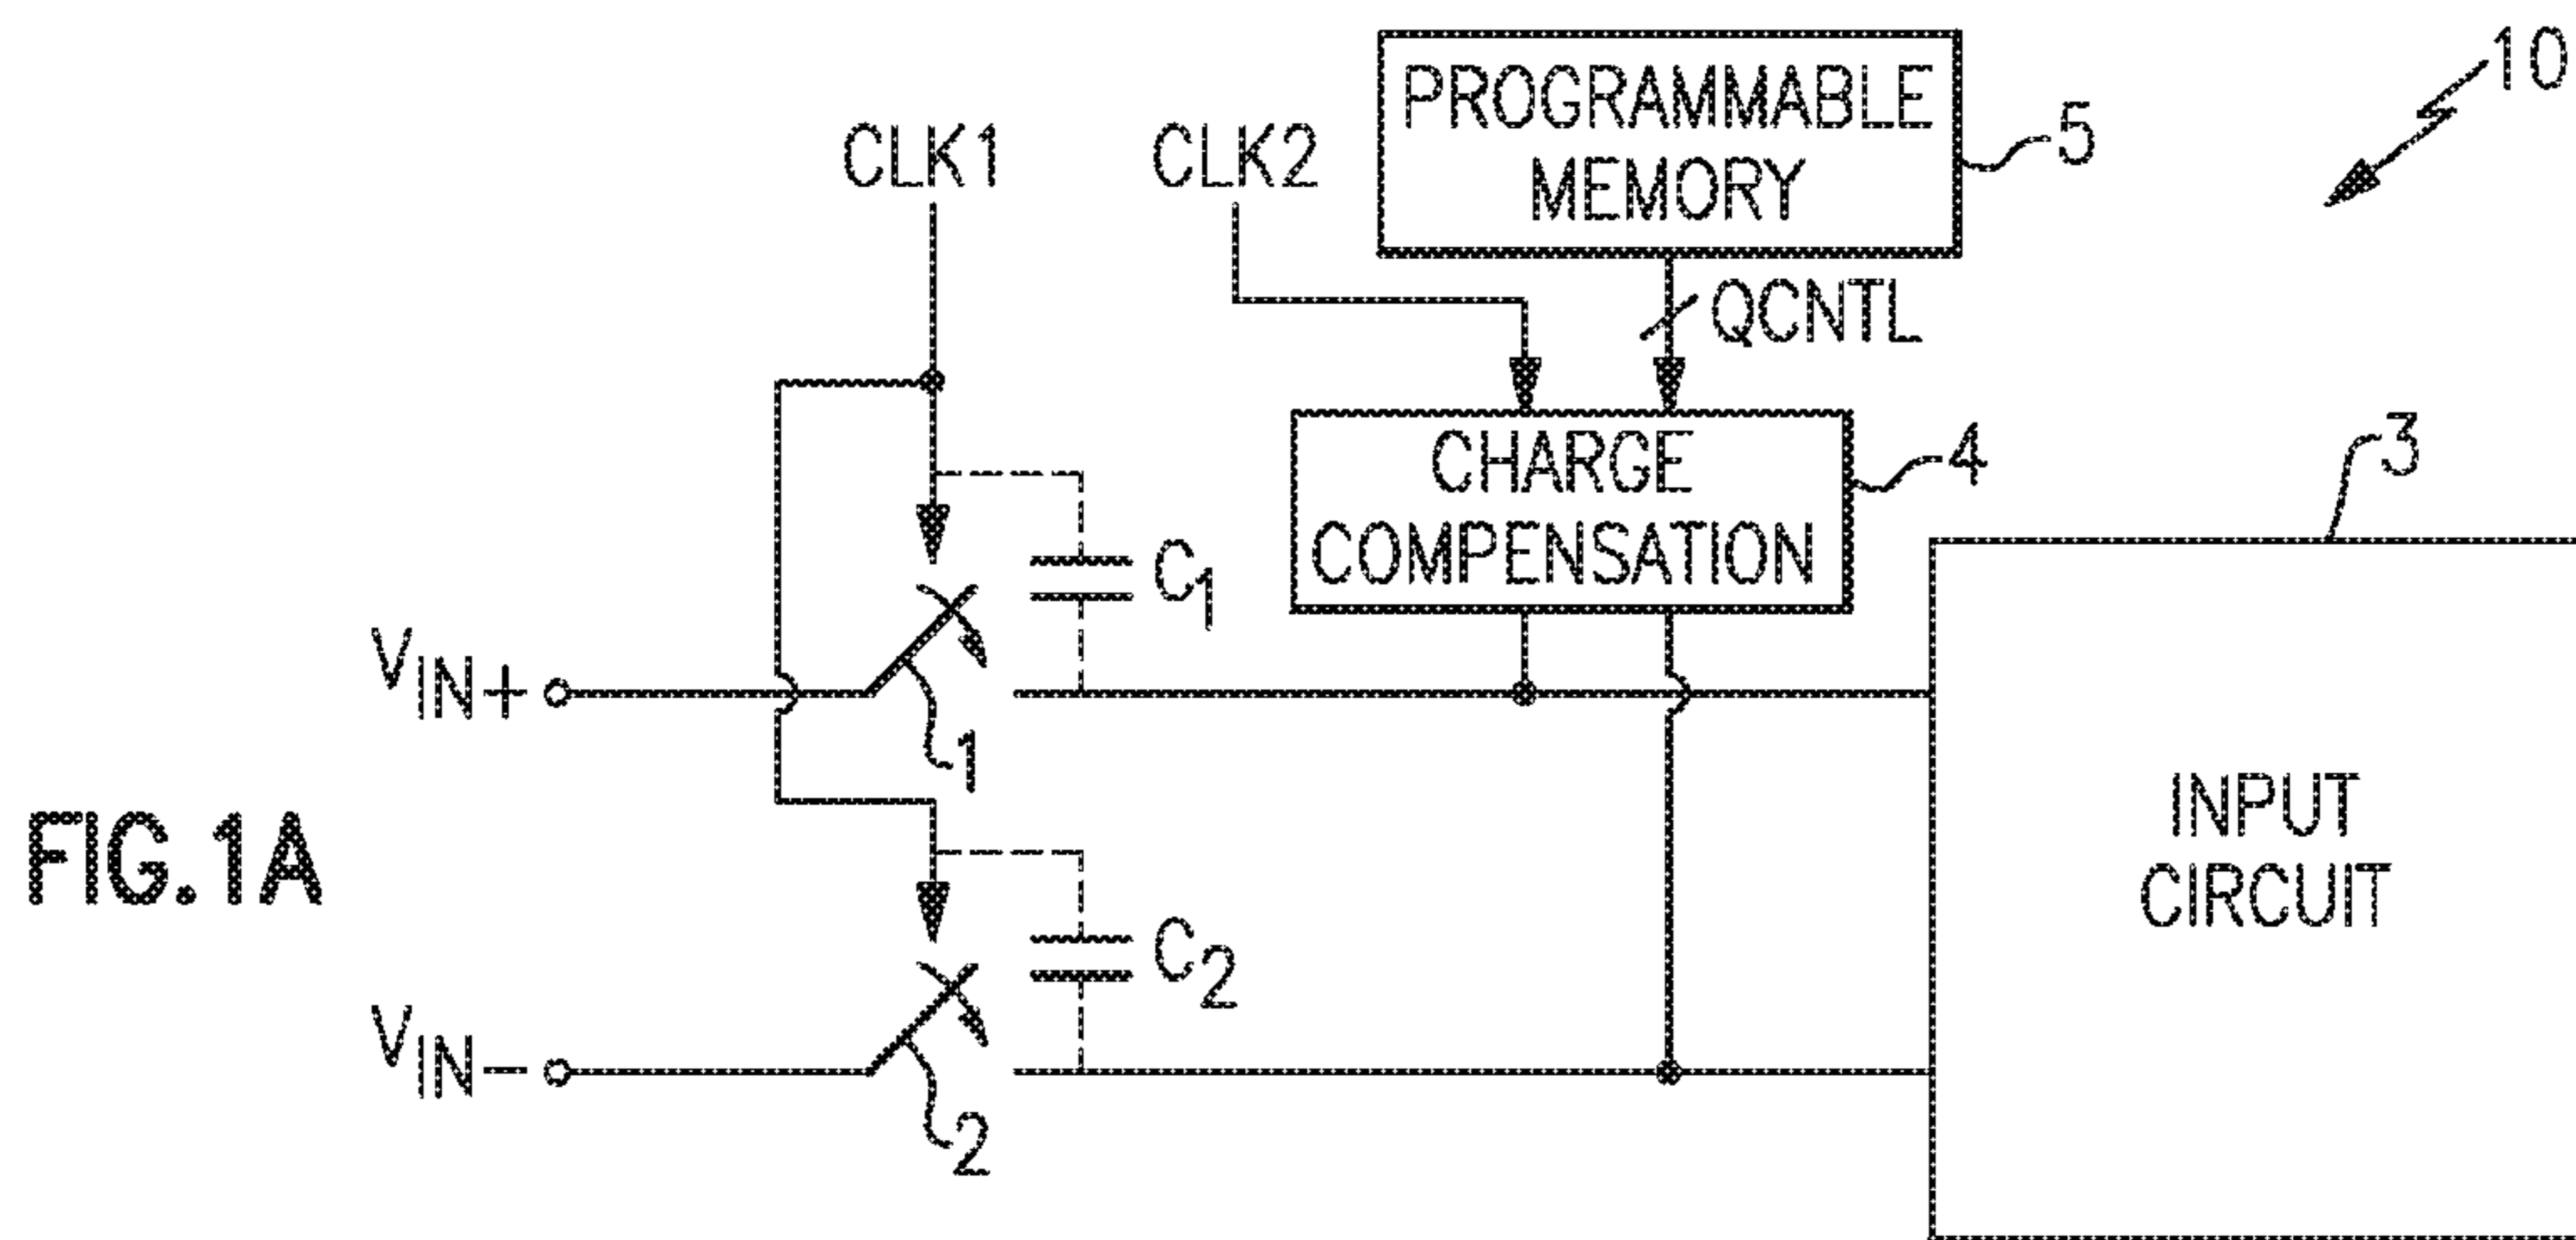 10
PROGRAMMABLE
MEMORY
5
CLK1
CLK2
QCNTL
CHARGE
COMPENSATION
4
3
C1
VIN+
1
INPUT
CIRCUIT
FIG.1A
C2
VIN-
2